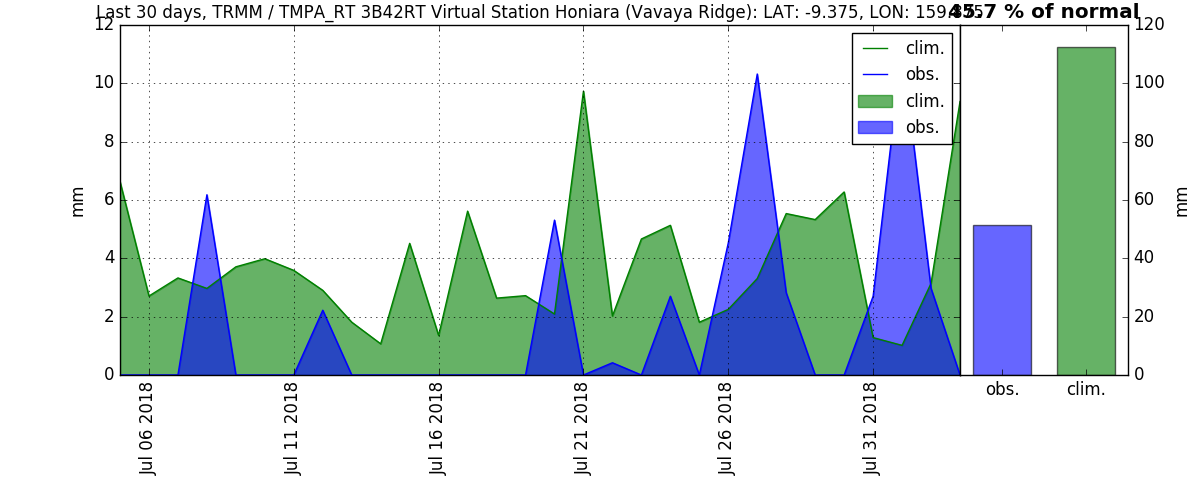 Last 30 days, TRMM / TMPA_RT 3B42RT Virtual Station Honiara (Vavaya Ridge): LAT: -9.375, LON: 159.875
45.7 % of normal
12
10
8
6
4
2
0
mm
clim.
obs.
clim.
obs.
Jul 06 2018
Jul 11 2018
Jul 16 2018
Jul 21 2018
Jul 26 2018
Jul 31 2018
120
100
80
60
40
20
0
mm
obs.
clim.